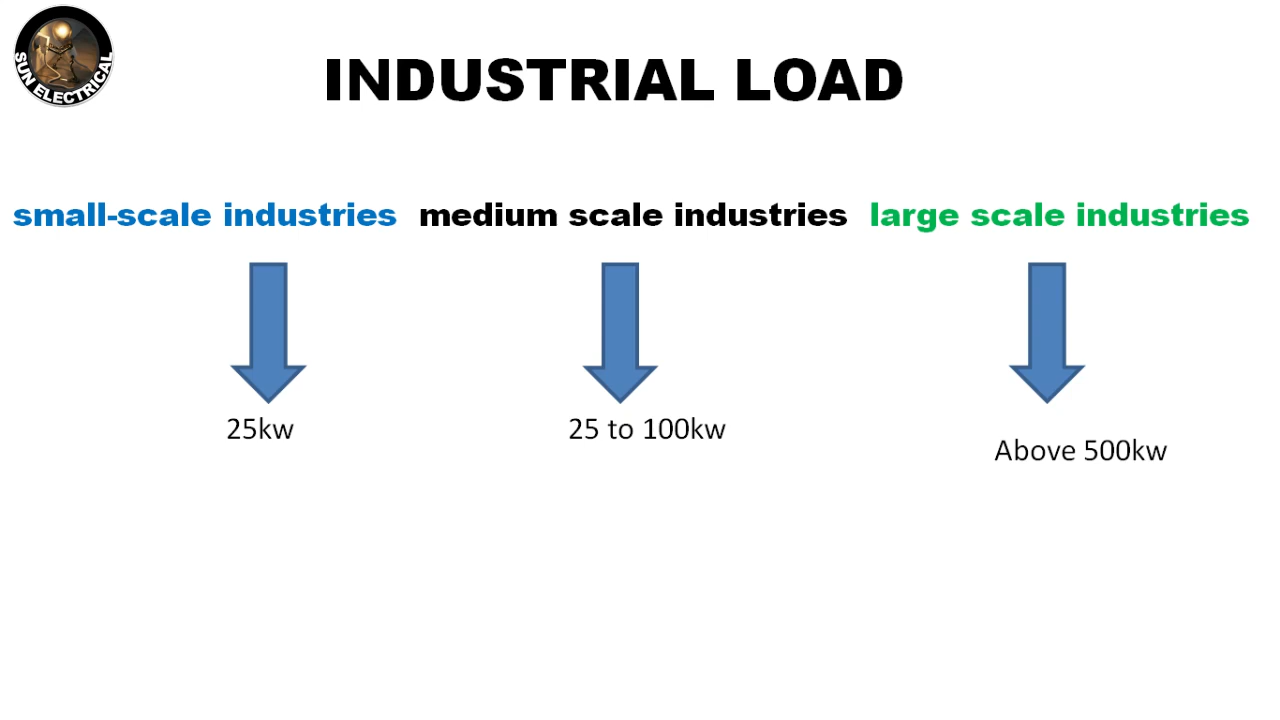 SUN ELECTRICAL
INDUSTRIAL LOAD
small-scale industries medium scale industries large scale industries
25kw 25 to 100kw
Above 500kw